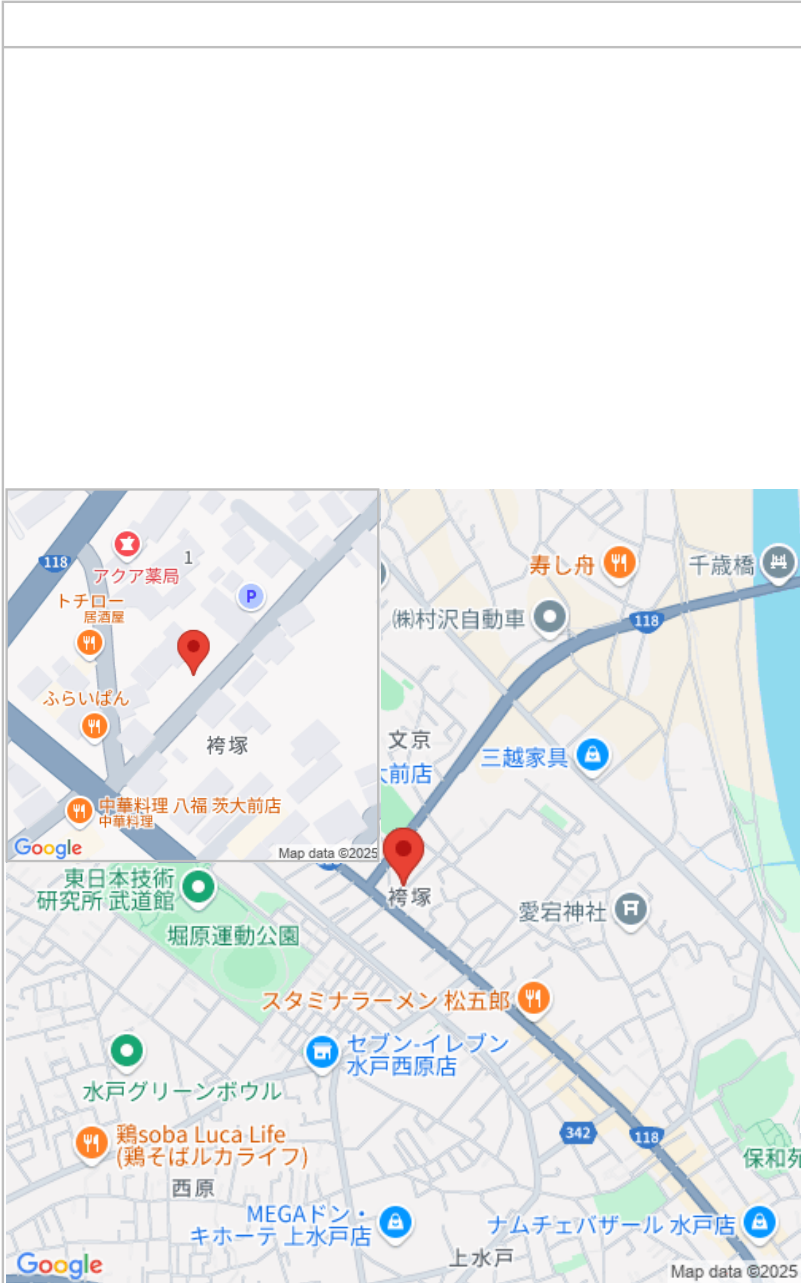 118
アクア薬局
1
P
トチロー
居酒屋
ふらいぱん
袴塚
中華料理 八福 茨大前店
中華料理
Google
Map data ©2025
寿し舟
千歳橋
㈱村沢自動車
118
文京
三越家具
大前店
袴塚
愛宕神社
東日本技術
研究所 武道館
堀原運動公園
スタミナラーメン 松五郎
セブン-イレブン
水戸西原店
水戸グリーンボウル
342
118
鶏soba Luca Life
(鶏そばルカライフ)
保和苑
西原
MEGAドン・
キホーテ 上水戸店
ナムチェバザール 水戸店
上水戸
Google
Map data ©2025